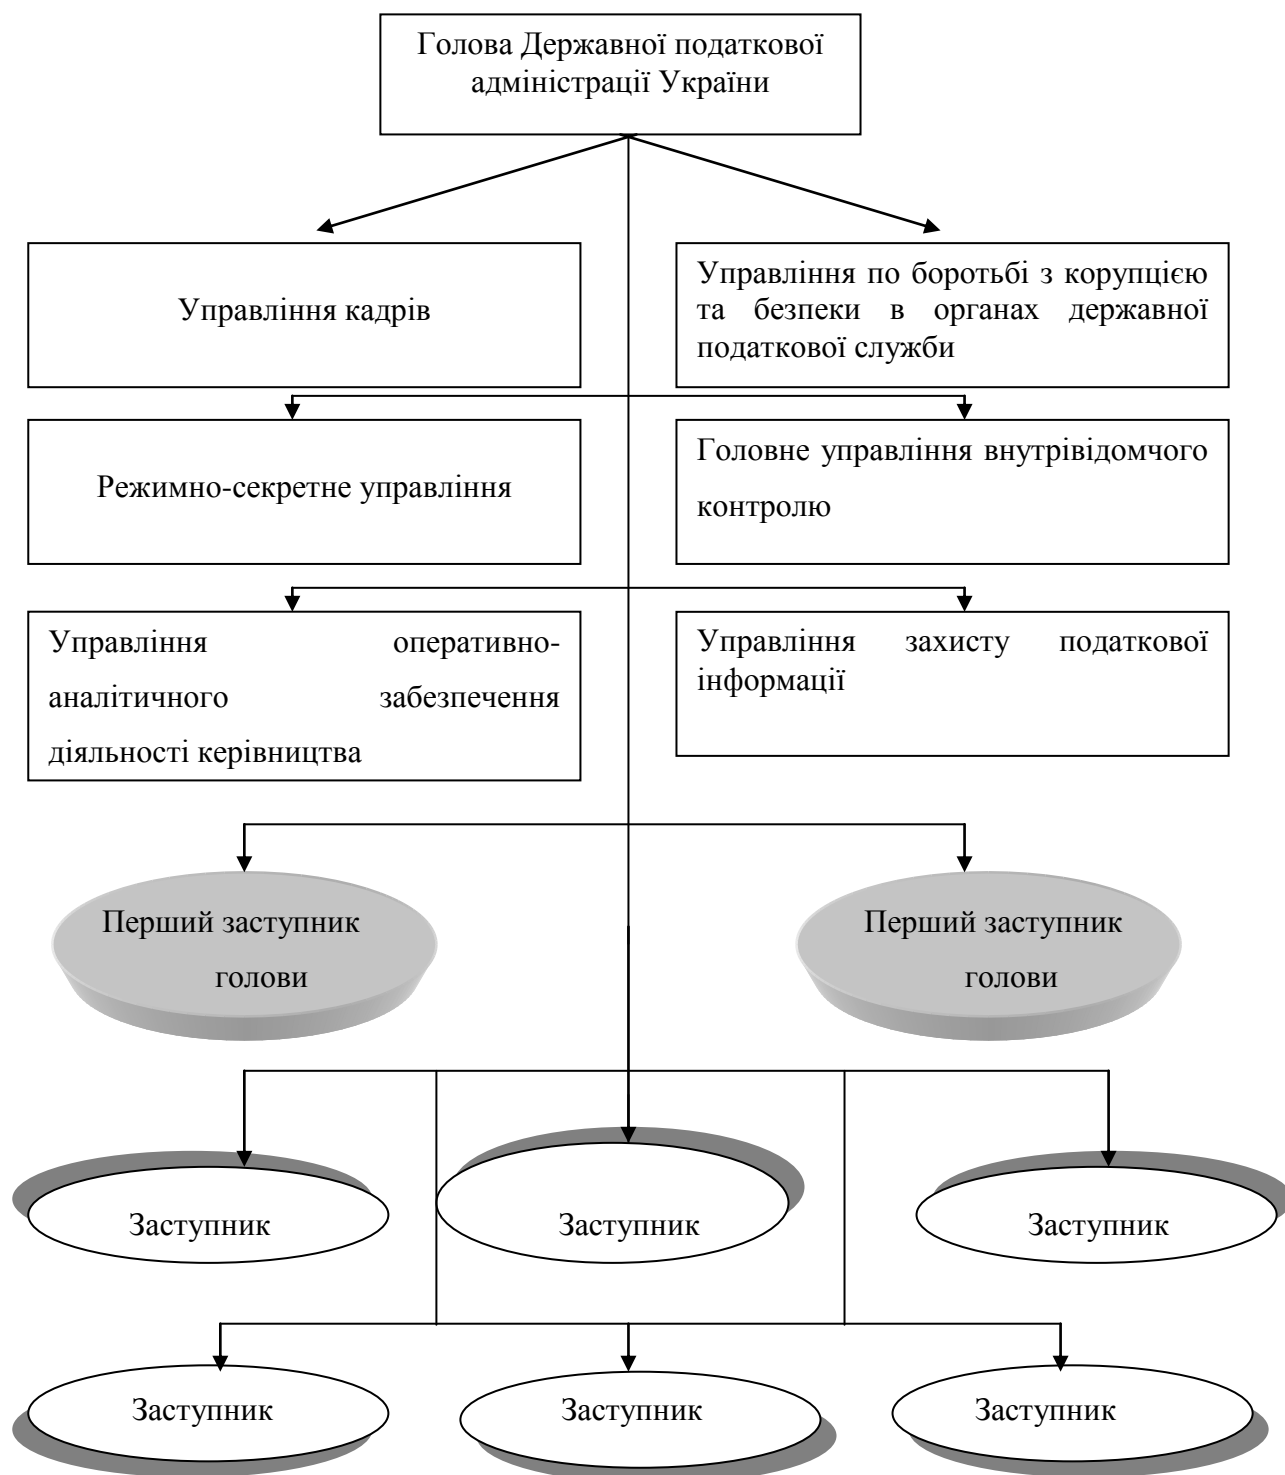 Голова Державної податкової
адміністрації України
Управління кадрів
Управління по боротьбі з корупцією
та безпеки в органах державної
податкової служби
Режимно-секретне управління
Головне управління внутрівідомчого
контролю
Управління оперативно-
аналітичного забезпечення
діяльності керівництва
Управління захисту податкової
інформації
Перший заступник
голови
Перший заступник
голови
Заступник
Заступник
Заступник
Заступник
Заступник
Заступник